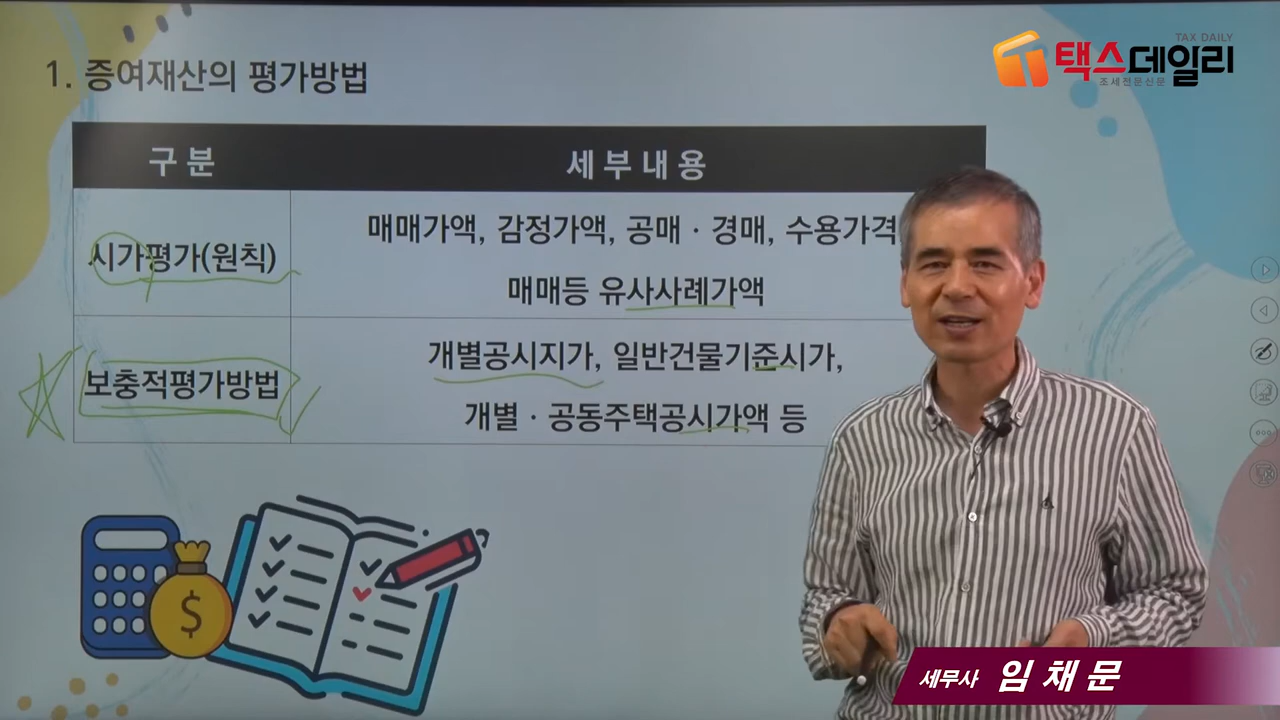 TAX DAILY
택스데일리
조세전문신문
1. 증여재산의 평가방법
구 분
세 부 내 용
시가평가(원칙)
매매가액, 감정가액, 공매 · 경매, 수용가격
매매등 유사사례가액
보충적평가방법
개별공시지가, 일반건물기준시가,
개별 · 공동주택공시가액 등
$
세무사 임 채 문